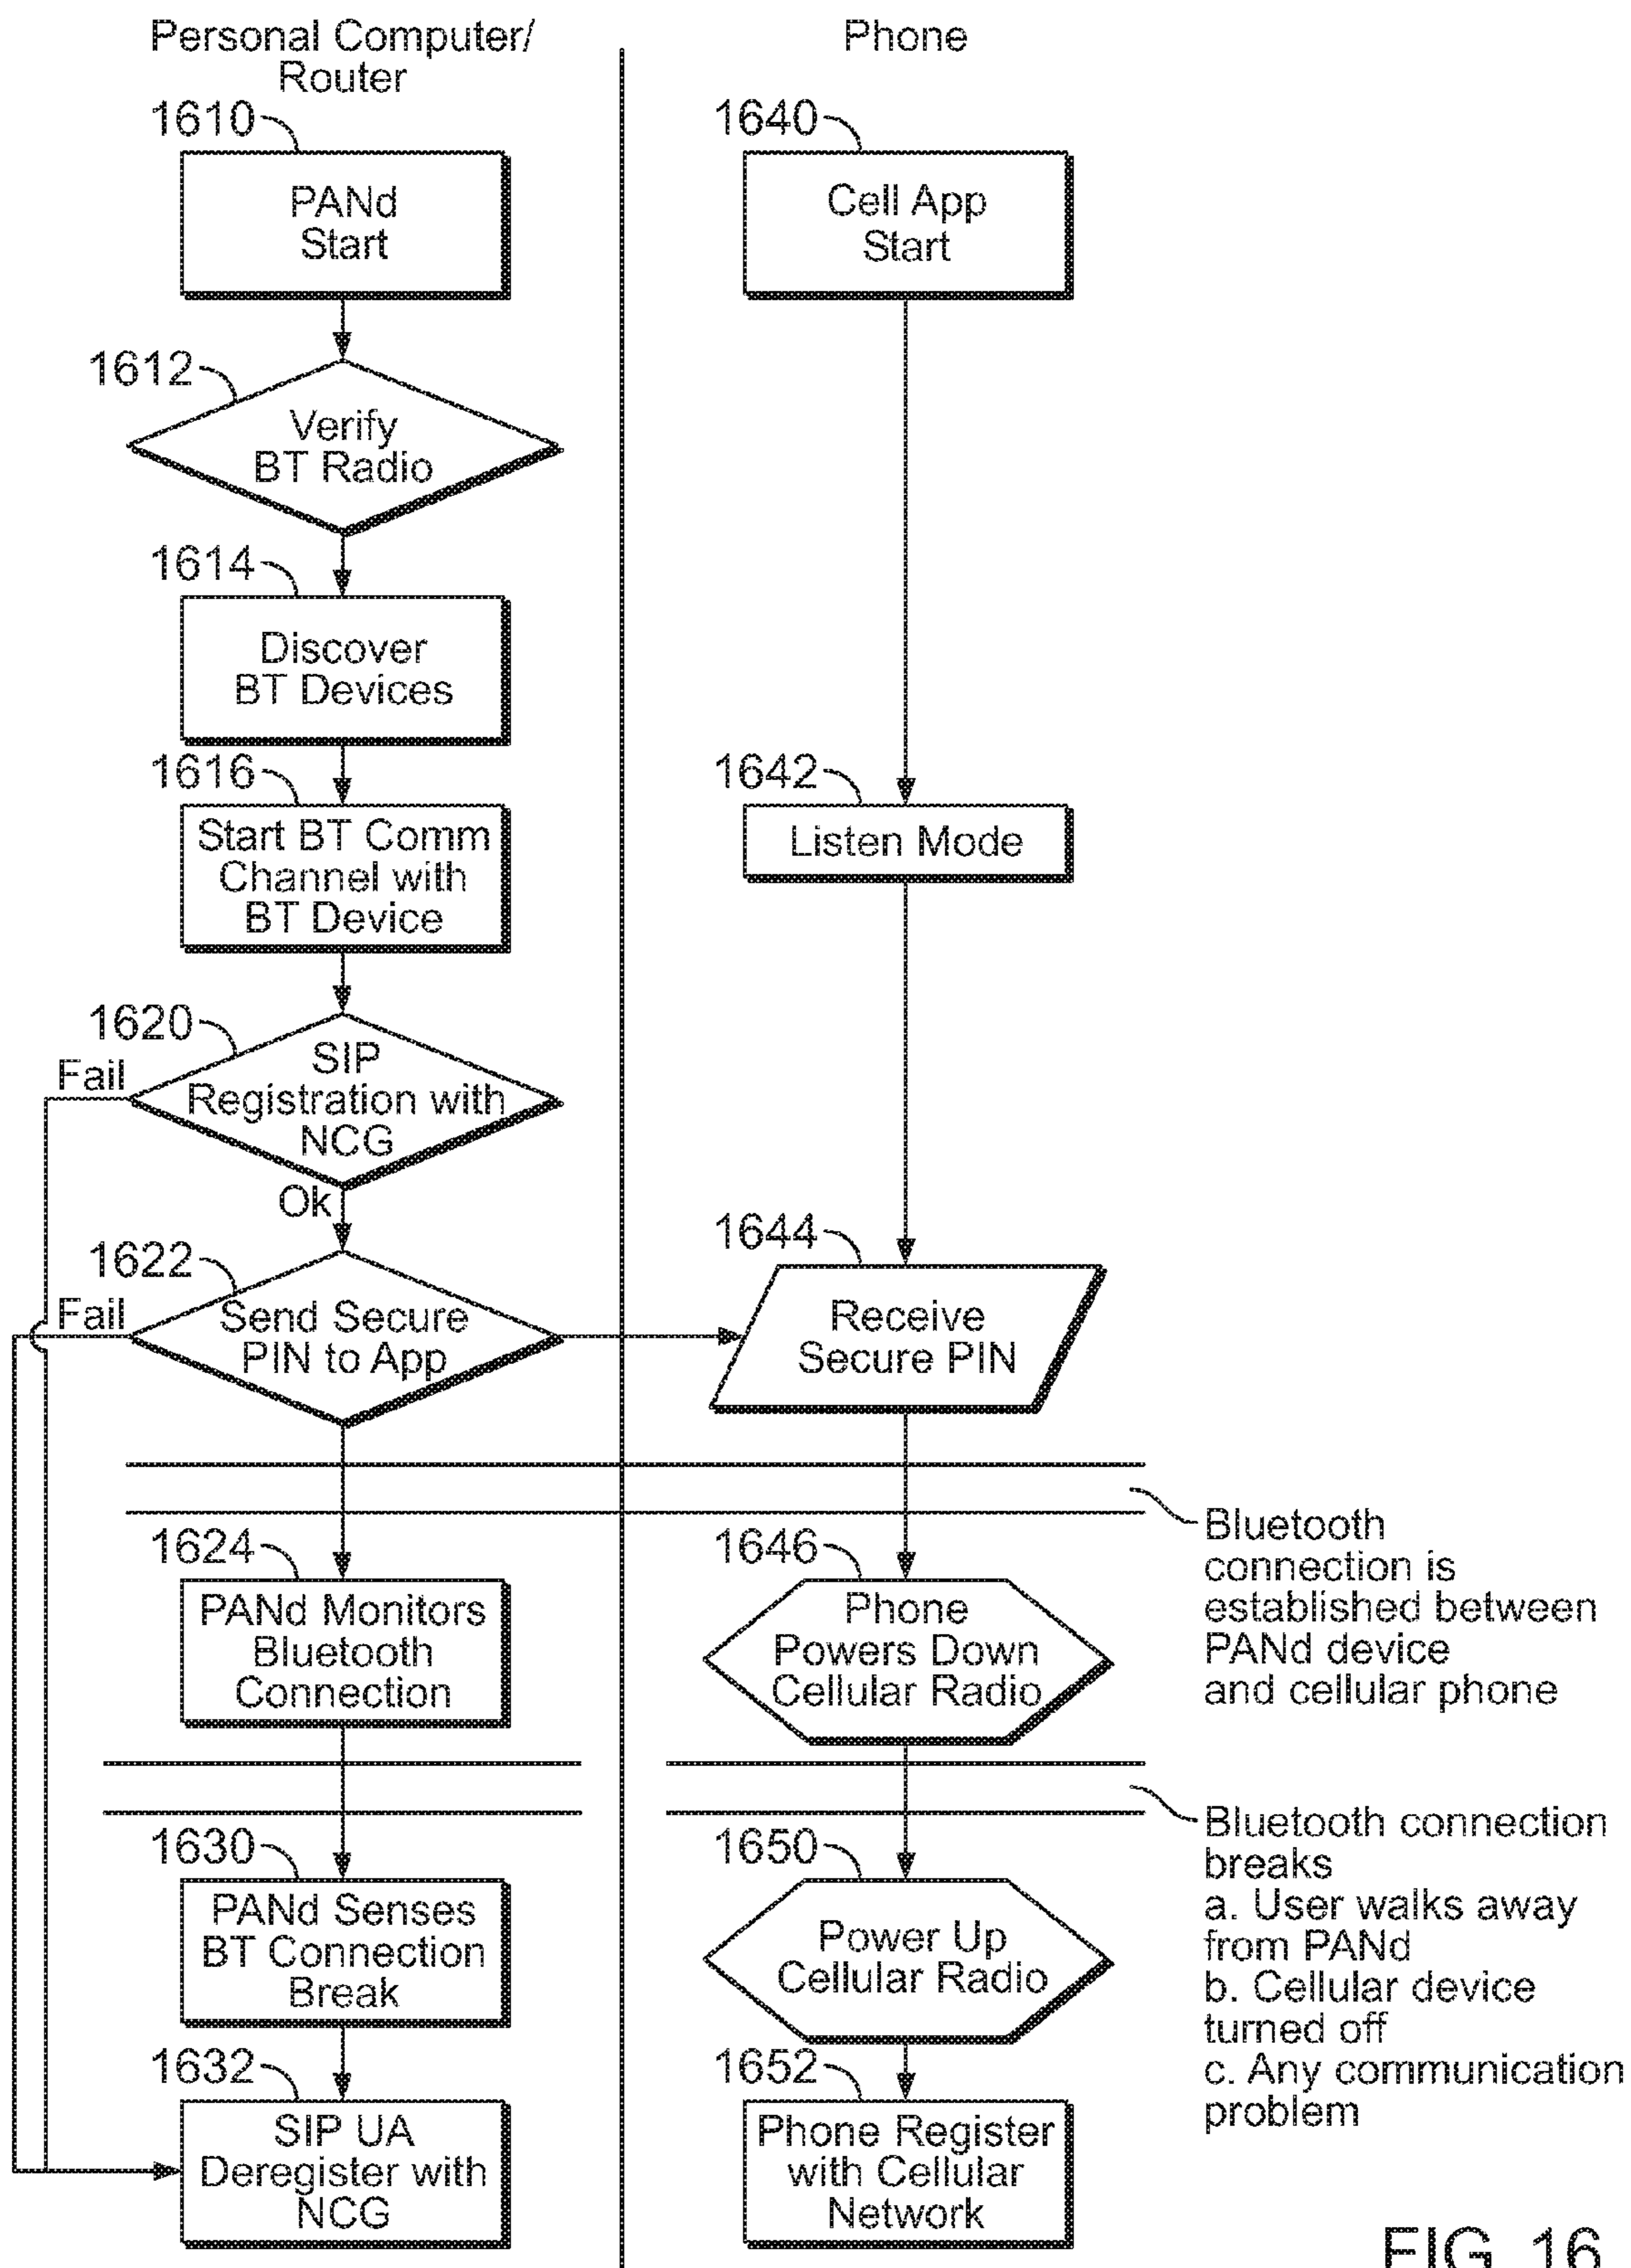 Personal Computer/
Router
Phone
1610
PANd
Start
1640
Cell App
Start
1612
Verify
BT Radio
1614
Discover
BT Devices
1616
Start BT Comm
Channel with
BT Device
1642
Listen Mode
1620
Fail
SIP
Registration with
NCG
Ok
1622
Fail
Send Secure
PIN to App
1644
Receive
Secure PIN
Bluetooth
connection is
established between
PANd device
and cellular phone
1624
PANd Monitors
Bluetooth
Connection
1646
Phone
Powers Down
Cellular Radio
Bluetooth connection
breaks
a. User walks away
from PANd
b. Cellular device
turned off
c. Any communication
problem
1630
PANd Senses
BT Connection
Break
1650
Power Up
Cellular Radio
1632
SIP UA
Deregister with
NCG
1652
Phone Register
with Cellular
Network
FIG. 16